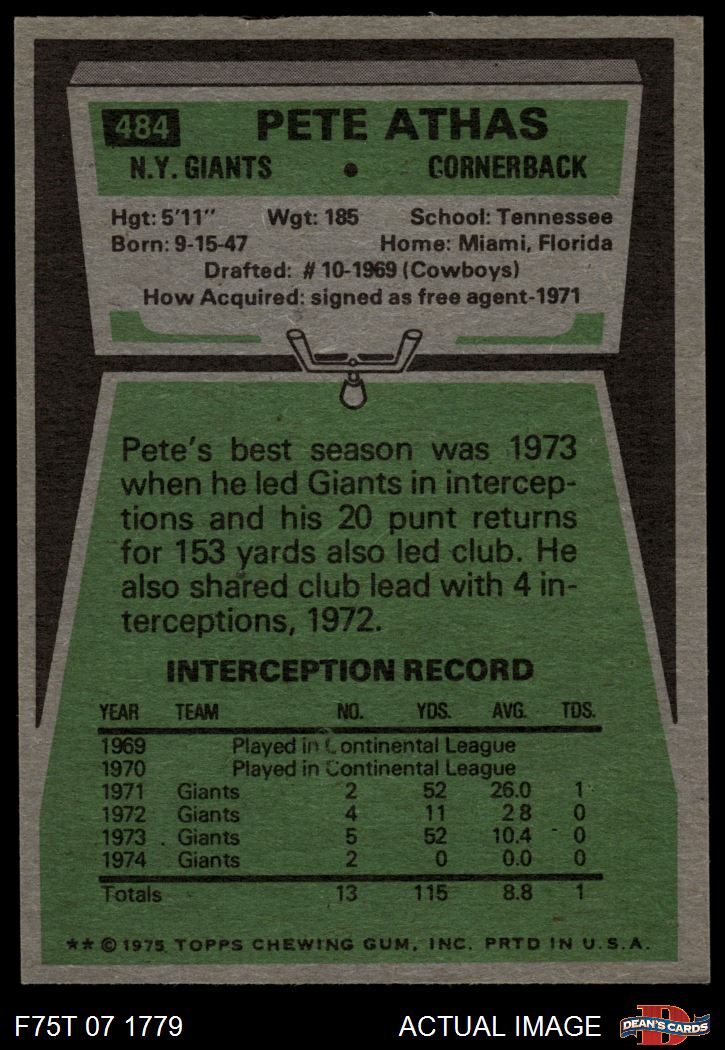 484 PETE ATHAS
N.Y. GIANTS • CORNERBACK
Hgt: 5'11" Wgt: 185 School: Tennessee
Born: 9-15-47 Home: Miami, Florida
Drafted: #10-1969 (Cowboys)
How Acquired: signed as free agent-1971
Pete's best season was 1973
when he led Giants in intercep-
tions and his 20 punt returns
for 153 yards also led club. He
also shared club lead with 4 in-
terceptions, 1972.
INTERCEPTION RECORD
YEAR TEAM NO. YDS. AVG. TDS.
1969 Played in Continental League
1970 Played in Continental League
1971 Giants 2 52 26.0 1
1972 Giants 4 11 2 8 0
1973 Giants 5 52 10.4 0
1974 Giants 2 0 0.0 0
Totals 13 115 8.8 1
** © 1975 TOPPS CHEWING GUM, INC. PRTD IN U.S.A.
F75T 07 1779 ACTUAL IMAGE D DEAN'S CARDS